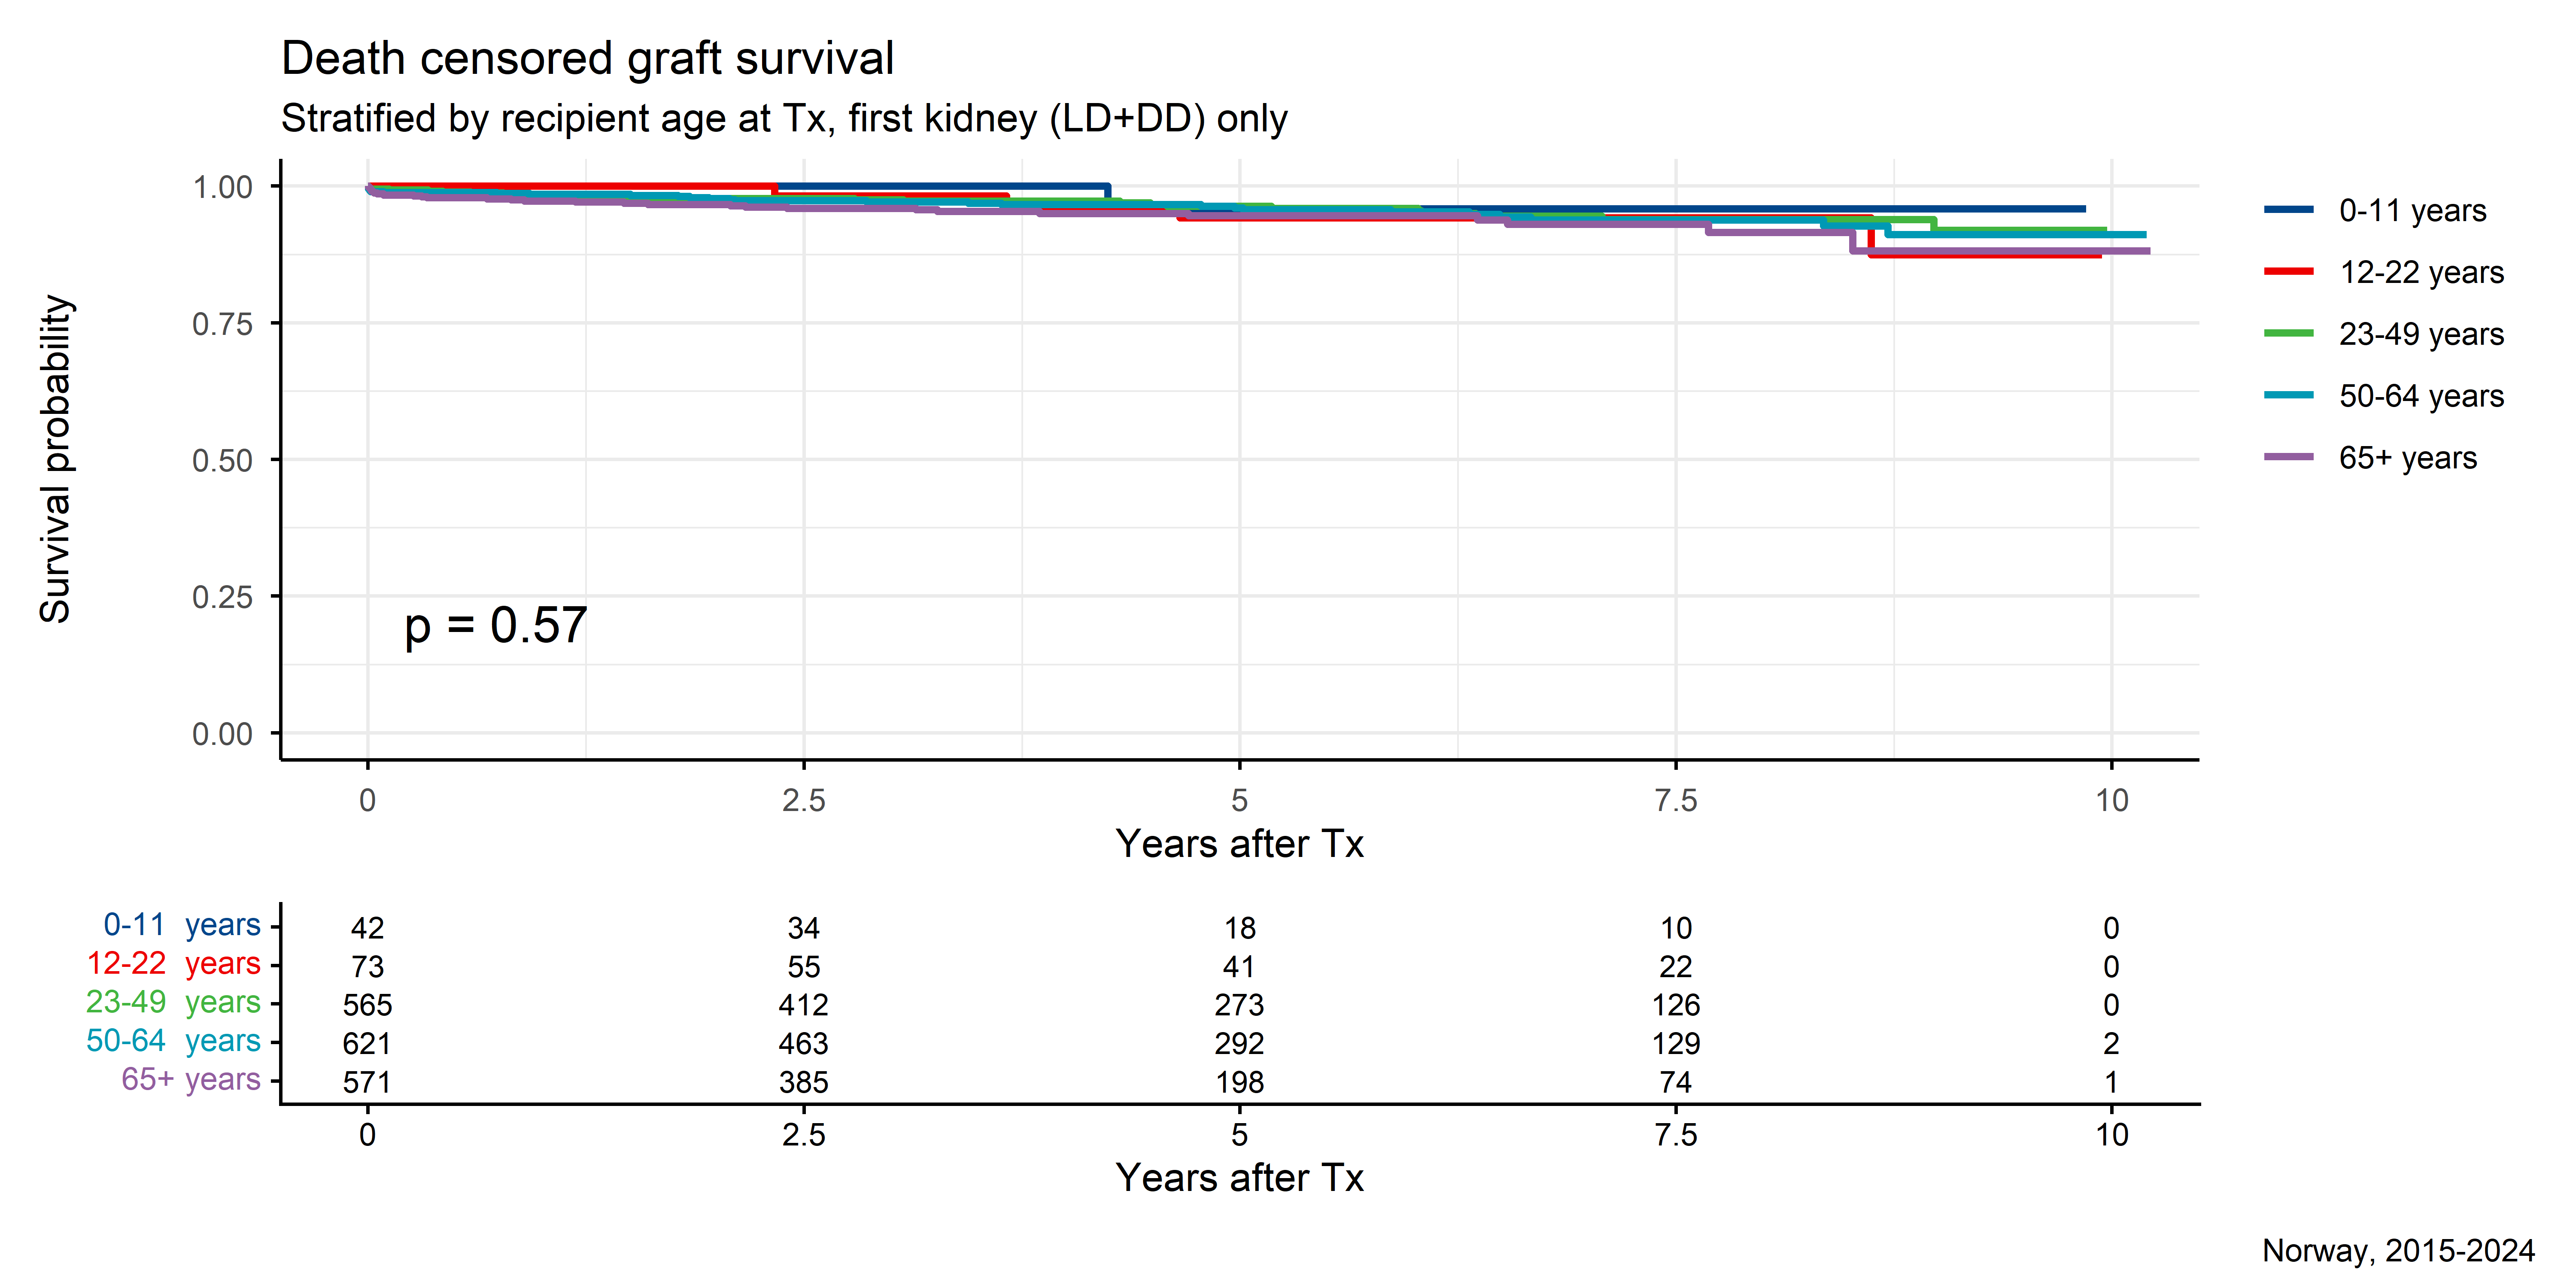 Death censored graft survival
Stratified by recipient age at Tx, first kidney (LD+DD) only
Survival probability
1.00
0.75
0.50
0.25
0.00
p = 0.57
0 2.5 5 7.5 10
Years after Tx
0-11 years
12-22 years
23-49 years
50-64 years
65+ years
0-11 years 42 34 18 10 0
12-22 years 73 55 41 22 0
23-49 years 565 412 273 126 0
50-64 years 621 463 292 129 2
65+ years 571 385 198 74 1
0 2.5 5 7.5 10
Years after Tx
Norway, 2015-2024